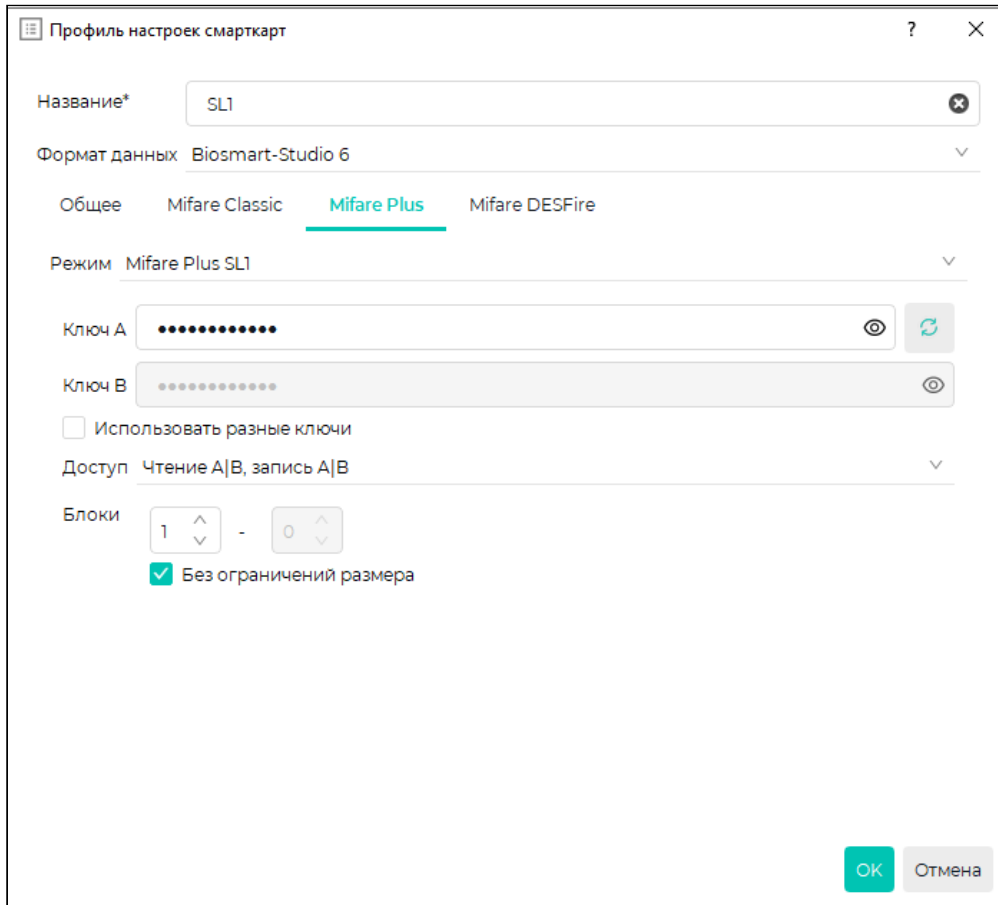 Профиль настроек смарткарт ?
Название* SL1
Формат данных Biosmart-Studio 6
Общее Mifare Classic Mifare Plus Mifare DESFire
Режим Mifare Plus SL1
Ключ A ••••••••••••
Ключ B ••••••••••••
Использовать разные ключи
Доступ Чтение A|B, запись A|B
Блоки 1 - 0
Без ограничений размера
OK Отмена